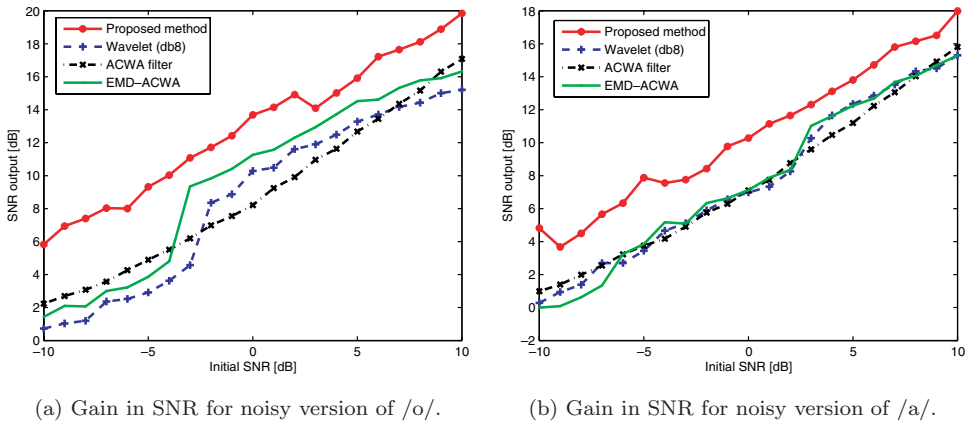 20
18
16
14
12
10
8
6
4
2
0
SNR output [dB]
Proposed method
Wavelet (db8)
ACWA filter
EMD–ACWA
−10
−5
0
5
10
Initial SNR [dB]
(a) Gain in SNR for noisy version of /o/.
18
16
14
12
10
8
6
4
2
0
−2
SNR output [dB]
Proposed method
Wavelet (db8)
ACWA filter
EMD–ACWA
−10
−5
0
5
10
Initial SNR [dB]
(b) Gain in SNR for noisy version of /a/.